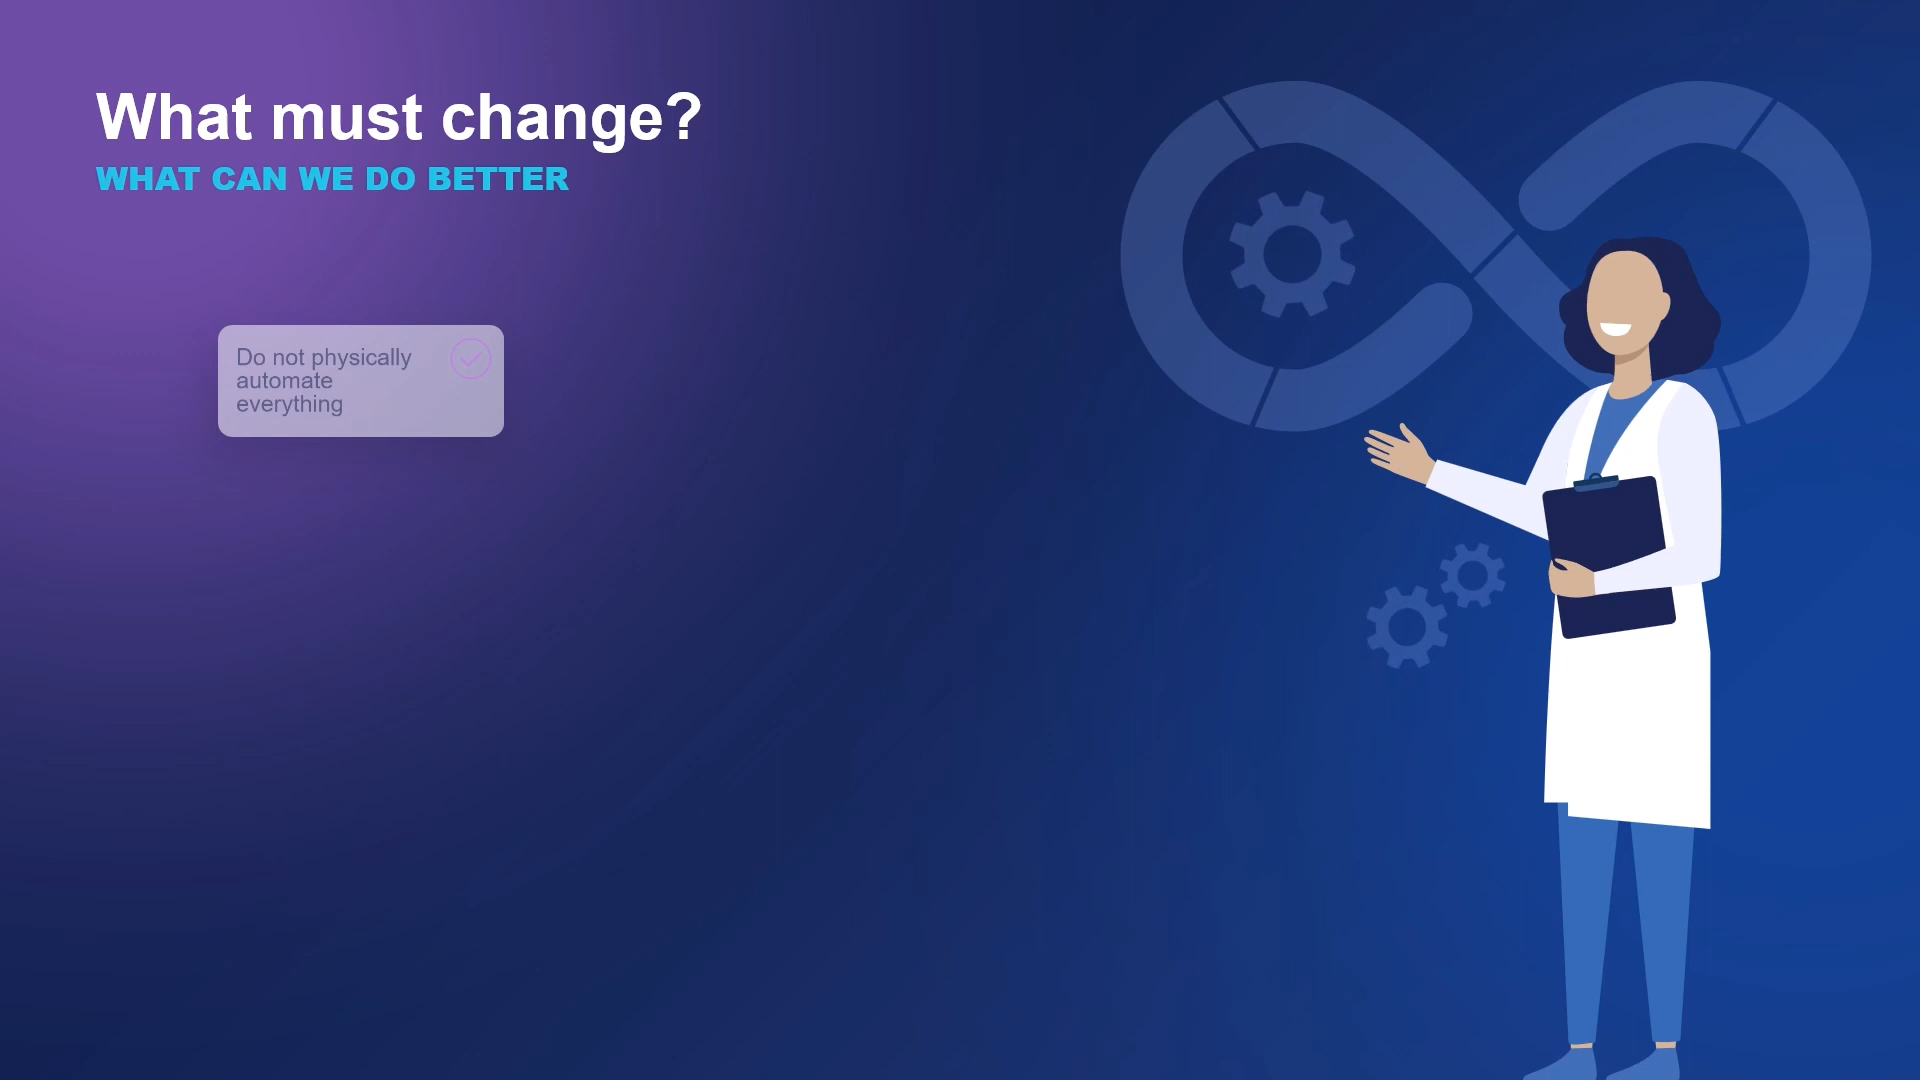 What must change?
WHAT CAN WE DO BETTER
Do not physically
automate
everything